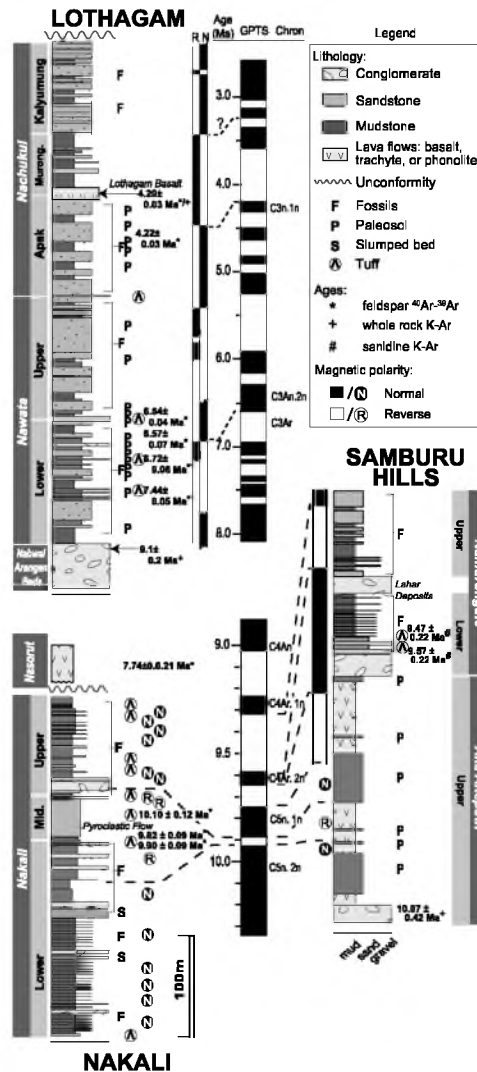 LOTHAGAM
R N
Age
(Ma)
GPTS
Chron
Legend
Lithology:
Conglomerate
Sandstone
Mudstone
Lava flows: basalt,
trachyte, or phonolite
Unconformity
F Fossils
P Paleosol
S Slumped bed
Tuff
Ages:
* feldspar ⁴⁰Ar-³⁹Ar
+ whole rock K-Ar
# sanidine K-Ar
Magnetic polarity:
/ N Normal
/ R Reverse
Nachukui
Kaiyumung
Murong.
Apak
Nawata
Upper
Lower
Nabwal
Arangan
Beds
F
F
Lothagam Basalt
4.20±
0.03 Ma*/+
P
4.22±
0.03 Ma*
P
F
P
P
P
P
F
P
6.54±
0.04 Ma*
6.57±
0.07 Ma*
6.72±
0.06 Ma*
F
P
7.44±
0.05 Ma*
P
9.1±
0.2 Ma+
?
3.0
4.0
5.0
6.0
7.0
8.0
C3n.1n
C3An.2n
C3Ar
9.0
9.5
10.0
C4An
C4Ar. 1n
C4Ar. 2n
C5n. 1n
C5n. 2n
SAMBURU
HILLS
Upper
Lower
Upper
F
Lahar
Deposits
F
9.47±
0.22 Ma#
9.57±
0.22 Ma#
P
P
P
P
P
P
N
R
N
10.87±
0.42 Ma+
mud
sand
gravel
Nesorut
7.74±0.6.21 Ma*
Nakali
Upper
Mid.
Lower
N
N
N
N
F
N
N
R
R
10.10 ± 0.12 Ma*
Pyroclastic Flow
9.82 ± 0.09 Ma*
9.90 ± 0.09 Ma*
R
F
N
S
F
N
S
N
N
N
N
F
N
100m
NAKALI